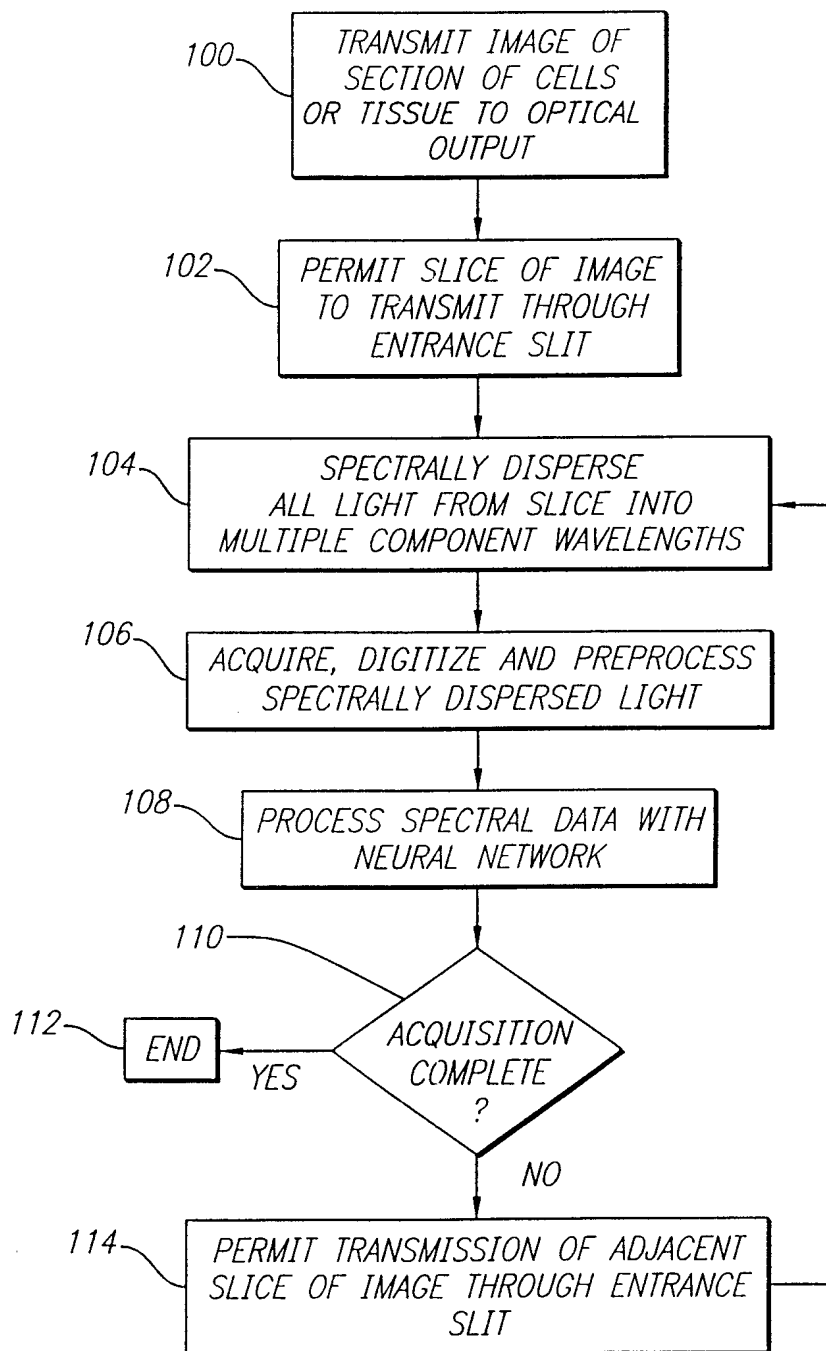 100
TRANSMIT IMAGE OF
SECTION OF CELLS
OR TISSUE TO OPTICAL
OUTPUT
102
PERMIT SLICE OF IMAGE
TO TRANSMIT THROUGH
ENTRANCE SLIT
104
SPECTRALLY DISPERSE
ALL LIGHT FROM SLICE INTO
MULTIPLE COMPONENT WAVELENGTHS
106
ACQUIRE, DIGITIZE AND PREPROCESS
SPECTRALLY DISPERSED LIGHT
108
PROCESS SPECTRAL DATA WITH
NEURAL NETWORK
110
ACQUISITION
COMPLETE
?
112
END
YES
NO
114
PERMIT TRANSMISSION OF ADJACENT
SLICE OF IMAGE THROUGH ENTRANCE
SLIT